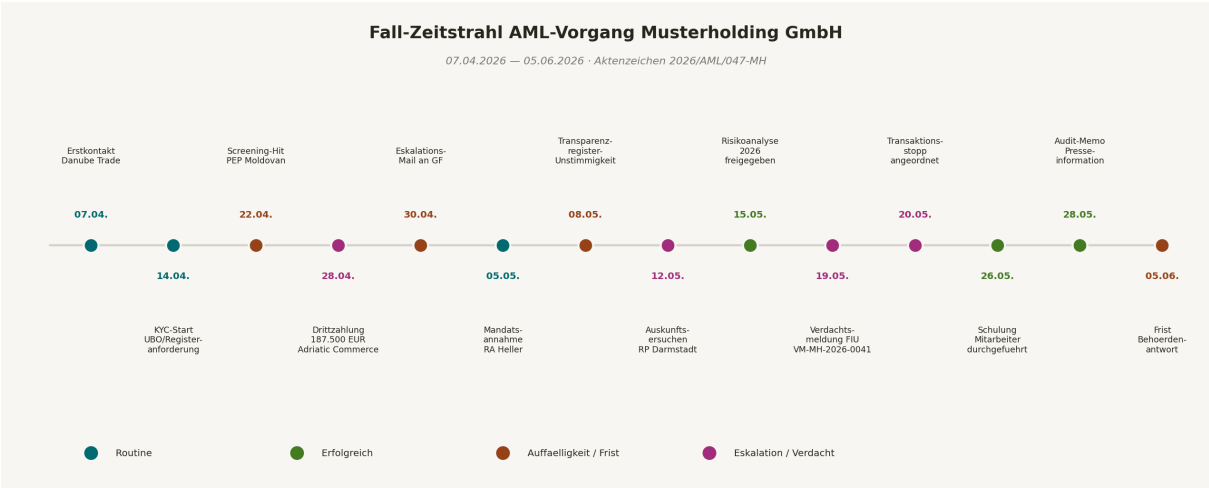 Fall-Zeitstrahl AML-Vorgang Musterholding GmbH
07.04.2026 — 05.06.2026 · Aktenzeichen 2026/AML/047-MH
Erstkontakt
Danube Trade
07.04.
14.04.
KYC-Start
UBO/Register-
anforderung
Screening-Hit
PEP Moldovan
22.04.
28.04.
Drittzahlung
187.500 EUR
Adriatic Commerce
Eskalations-
Mail an GF
30.04.
05.05.
Mandats-
annahme
RA Heller
Transparenz-
register-
Unstimmigkeit
08.05.
12.05.
Auskunfts-
ersuchen
RP Darmstadt
Risikoanalyse
2026
freigegeben
15.05.
19.05.
Verdachts-
meldung FIU
VM-MH-2026-0041
Transaktions-
stopp
angeordnet
20.05.
26.05.
Schulung
Mitarbeiter
durchgefuehrt
Audit-Memo
Presse-
information
28.05.
05.06.
Frist
Behoerden-
antwort
Routine
Erfolgreich
Auffaelligkeit / Frist
Eskalation / Verdacht